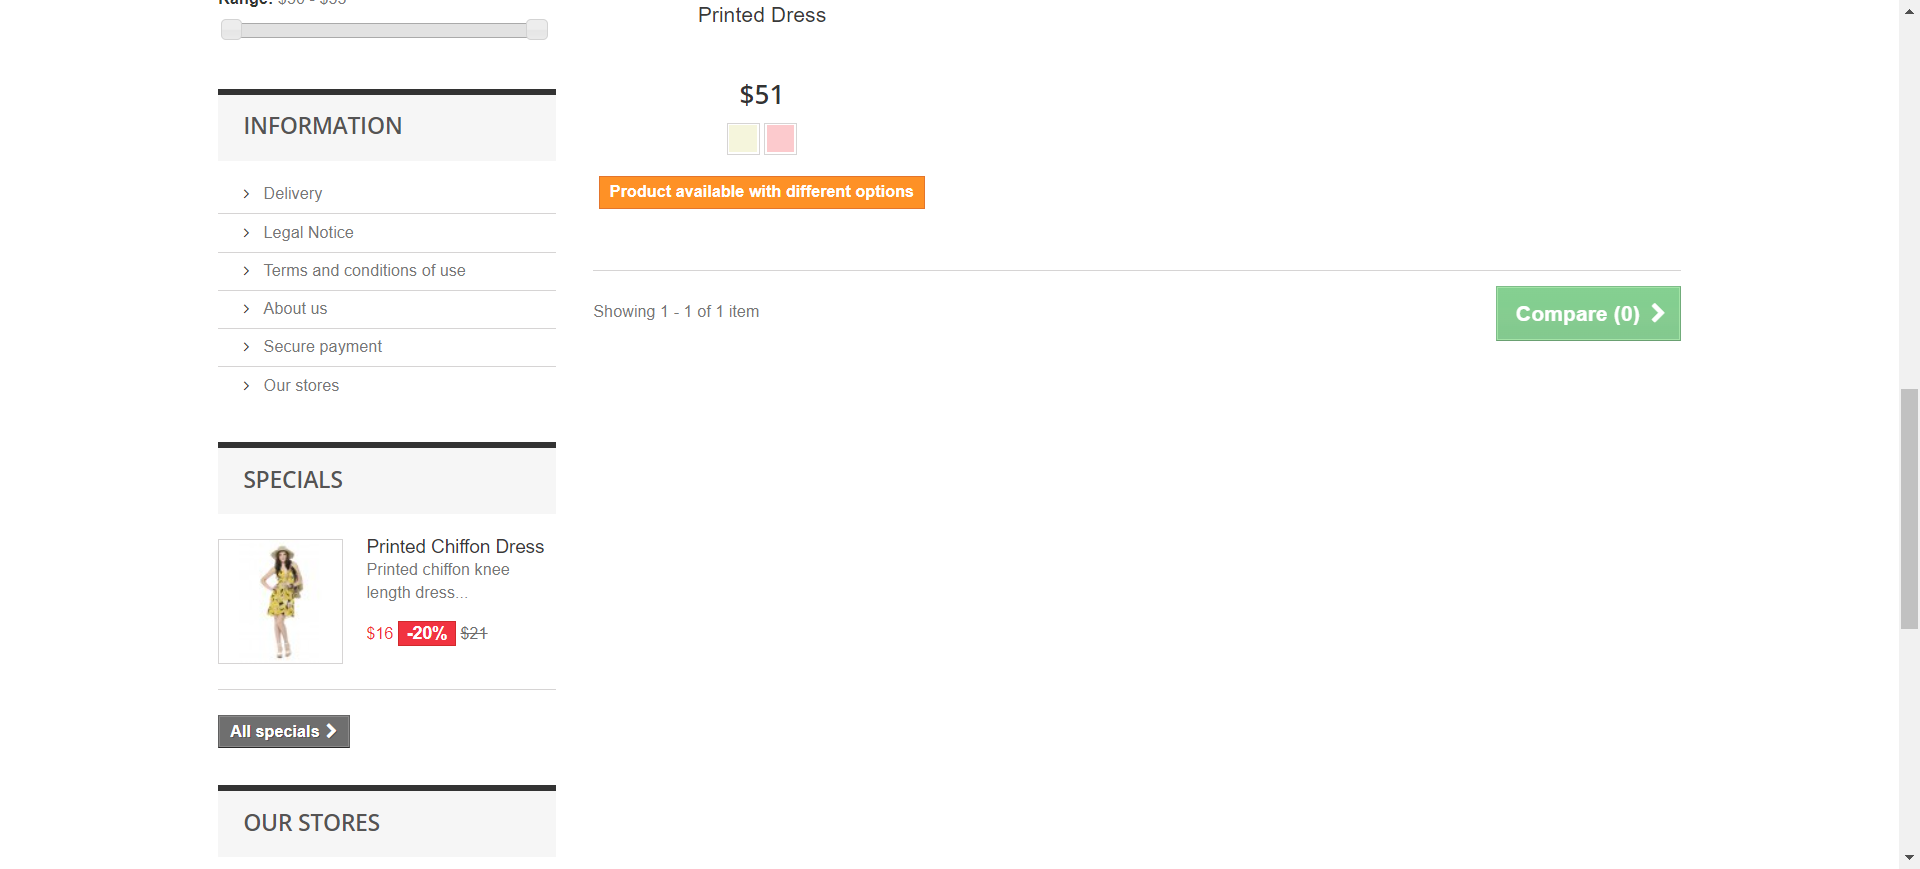 Range: $50 - $53
INFORMATION
Delivery
Legal Notice
Terms and conditions of use
About us
Secure payment
Our stores
SPECIALS
Printed Chiffon Dress
Printed chiffon knee
length dress...
$16 -20% $21
All specials
OUR STORES
Printed Dress
$51
Product available with different options
Showing 1 - 1 of 1 item
Compare (0)